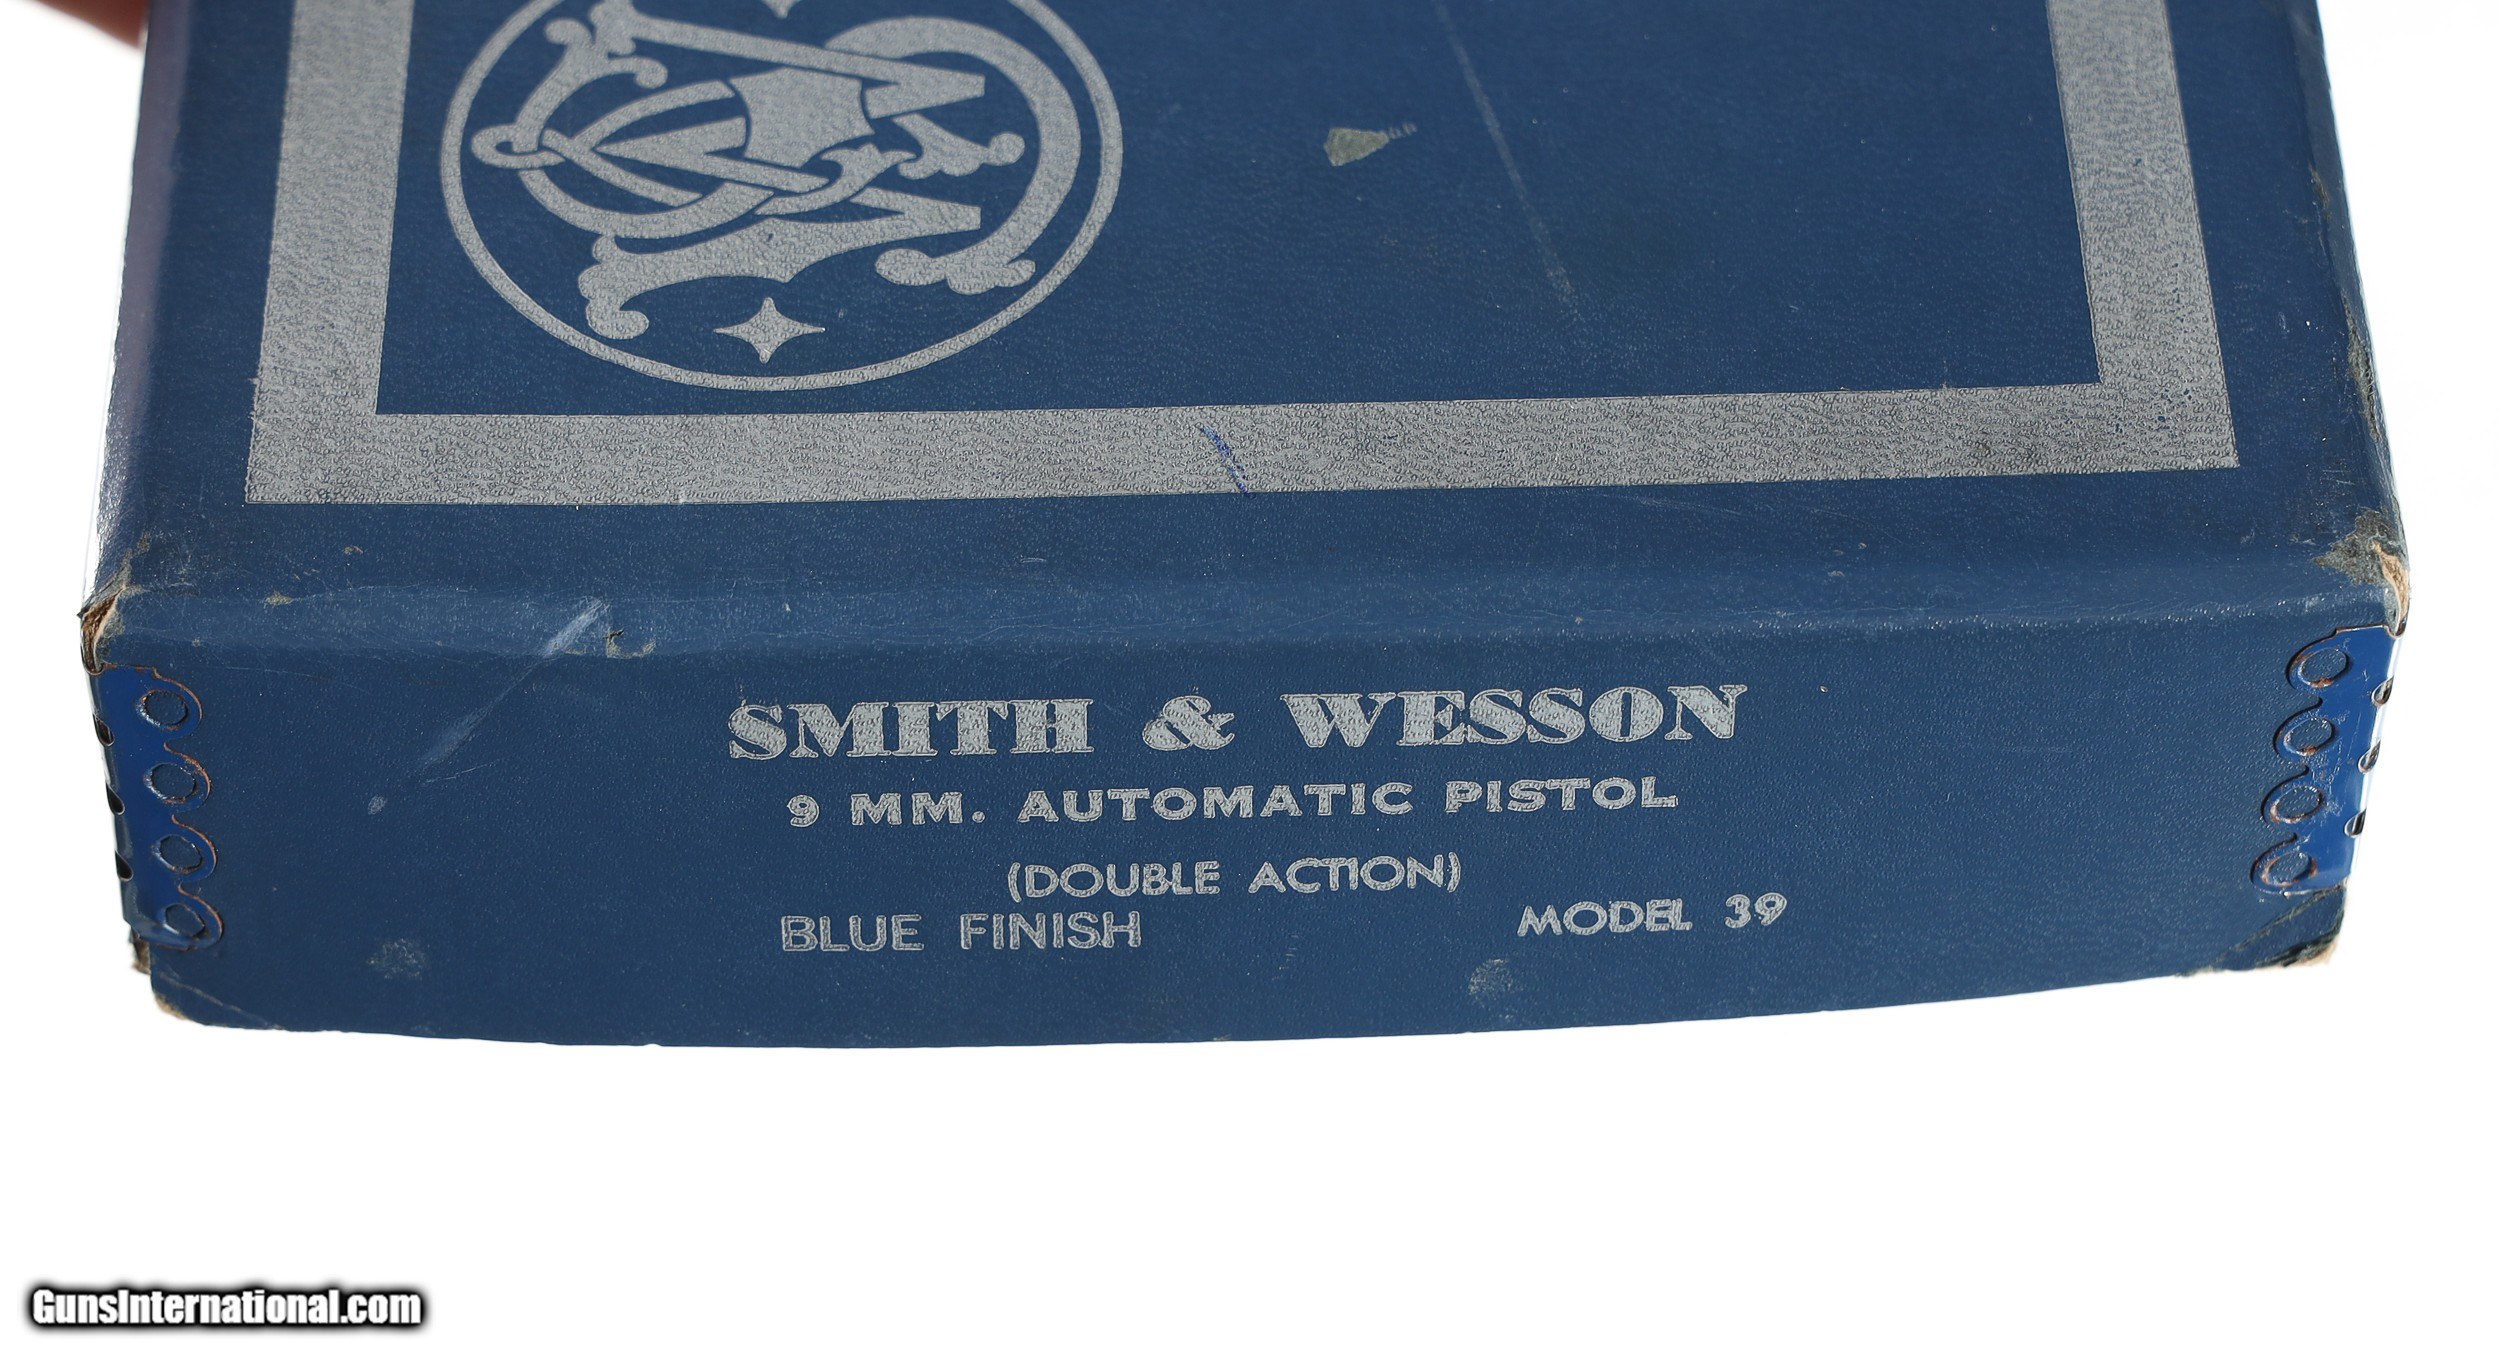 SMITH & WESSON
9 MM. AUTOMATIC PISTOL
(DOUBLE ACTION)
BLUE FINISH MODEL 39
GunsInternational.com